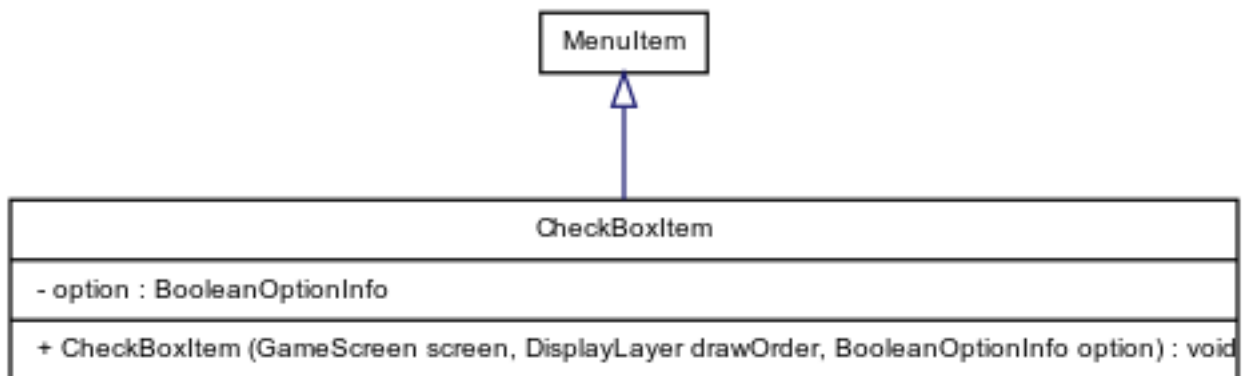 MenuItem
CheckBoxItem
- option : BooleanOptionInfo
+ CheckBoxItem (GameScreen screen, DisplayLayer drawOrder, BooleanOptionInfo option) : void